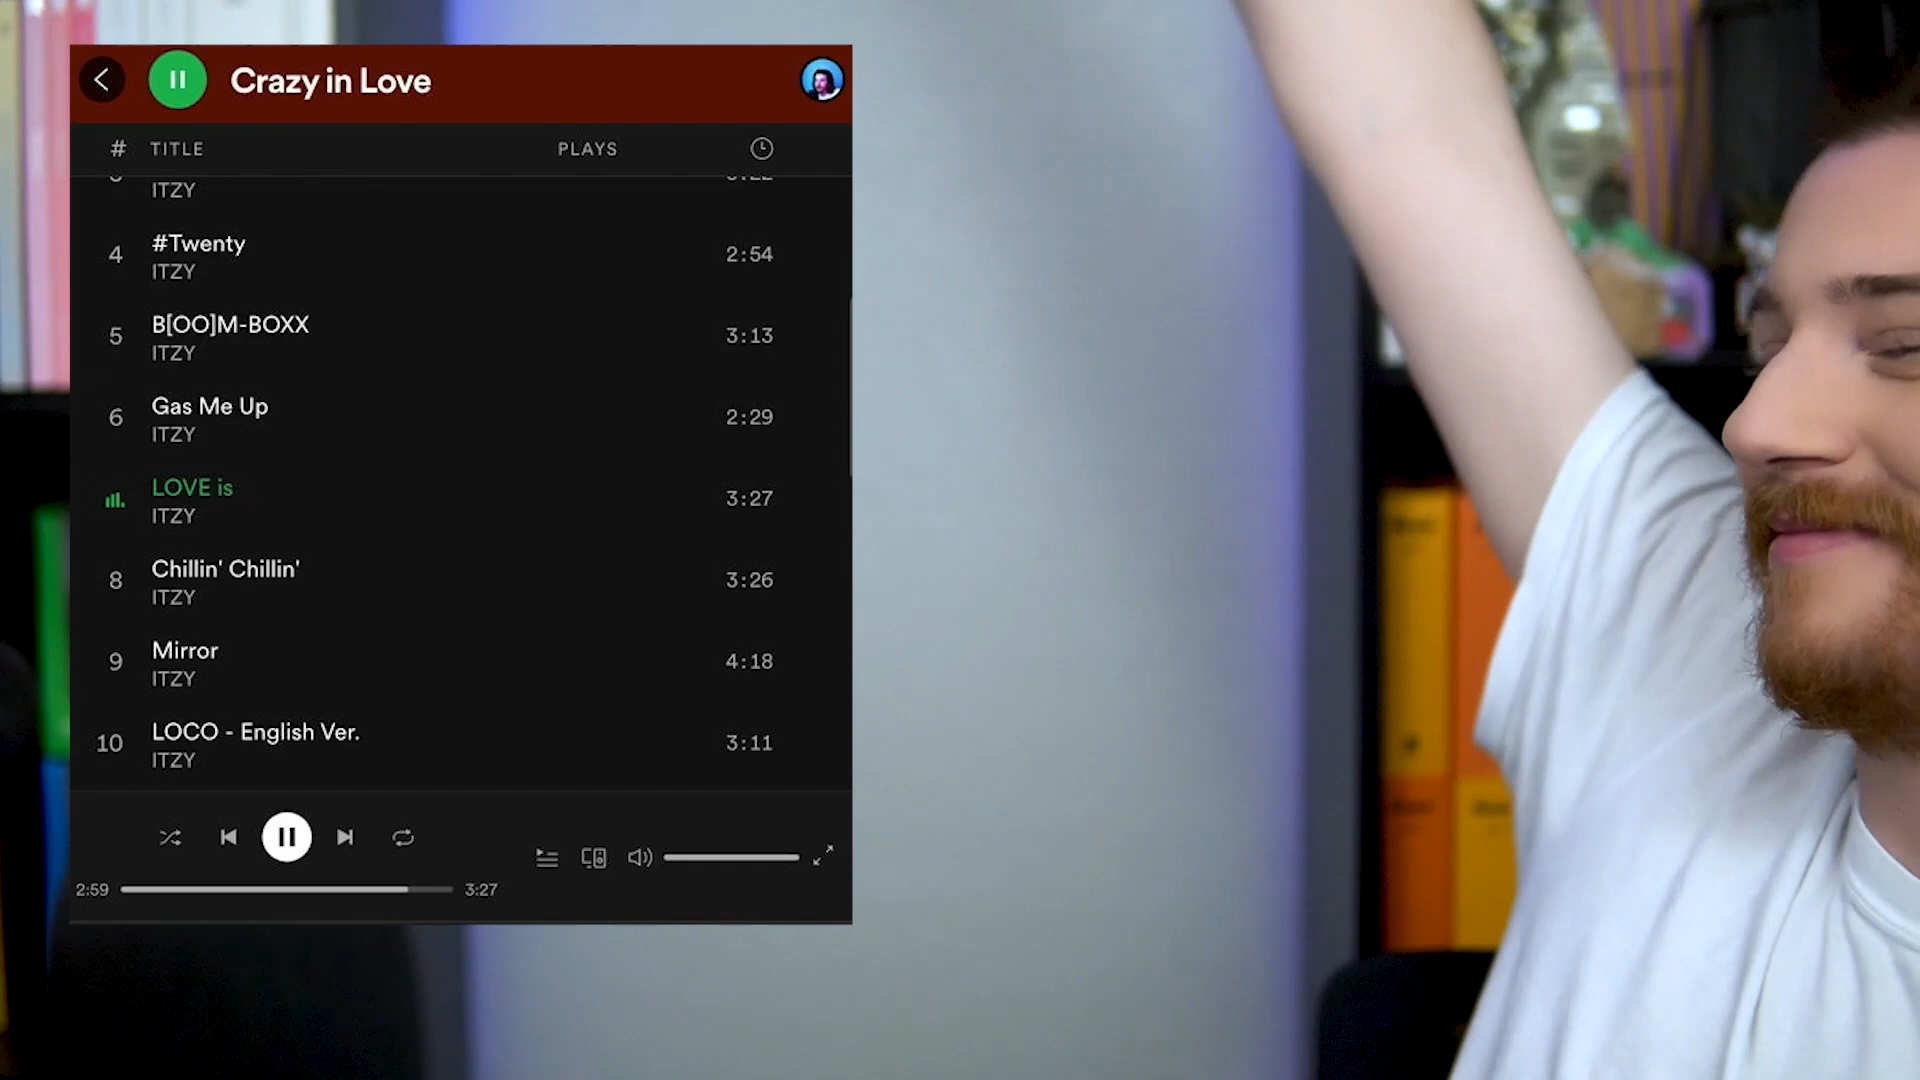 Crazy in Love
# TITLE PLAYS
ITZY
4 #Twenty 2:54
ITZY
5 B[OO]M-BOXX 3:13
ITZY
6 Gas Me Up 2:29
ITZY
LOVE is 3:27
ITZY
8 Chillin' Chillin' 3:26
ITZY
9 Mirror 4:18
ITZY
10 LOCO - English Ver. 3:11
ITZY
2:59 3:27